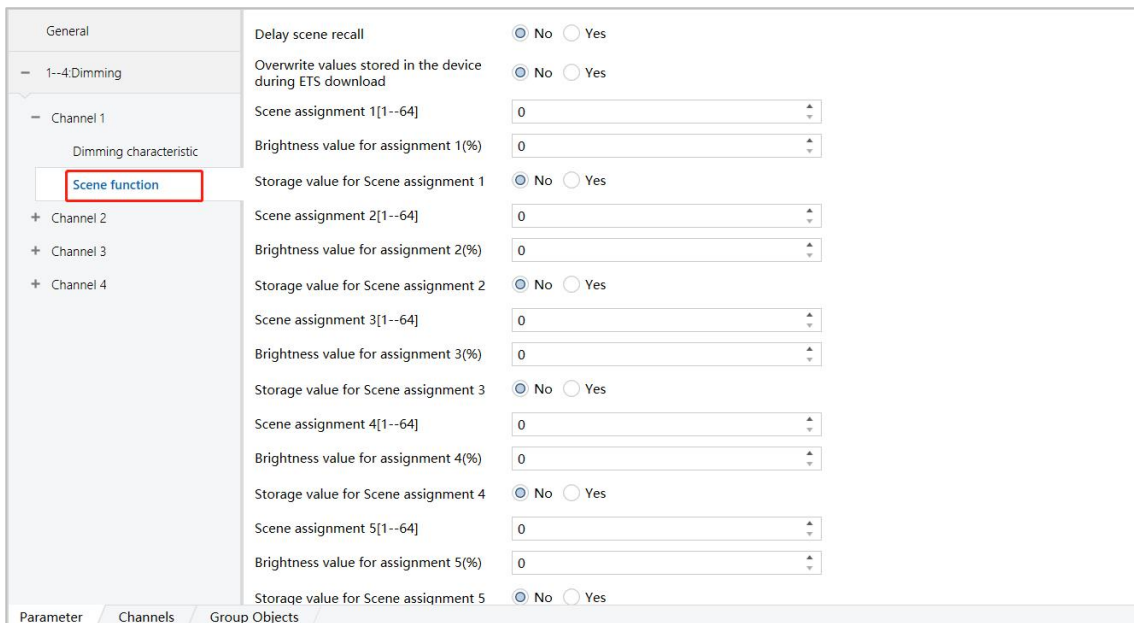 General
1--4:Dimming
Channel 1
Dimming characteristic
Scene function
Channel 2
Channel 3
Channel 4
Delay scene recall No Yes
Overwrite values stored in the device
during ETS download No Yes
Scene assignment 1[1--64] 0
Brightness value for assignment 1(%) 0
Storage value for Scene assignment 1 No Yes
Scene assignment 2[1--64] 0
Brightness value for assignment 2(%) 0
Storage value for Scene assignment 2 No Yes
Scene assignment 3[1--64] 0
Brightness value for assignment 3(%) 0
Storage value for Scene assignment 3 No Yes
Scene assignment 4[1--64] 0
Brightness value for assignment 4(%) 0
Storage value for Scene assignment 4 No Yes
Scene assignment 5[1--64] 0
Brightness value for assignment 5(%) 0
Storage value for Scene assignment 5 No Yes
Parameter Channels Group Objects